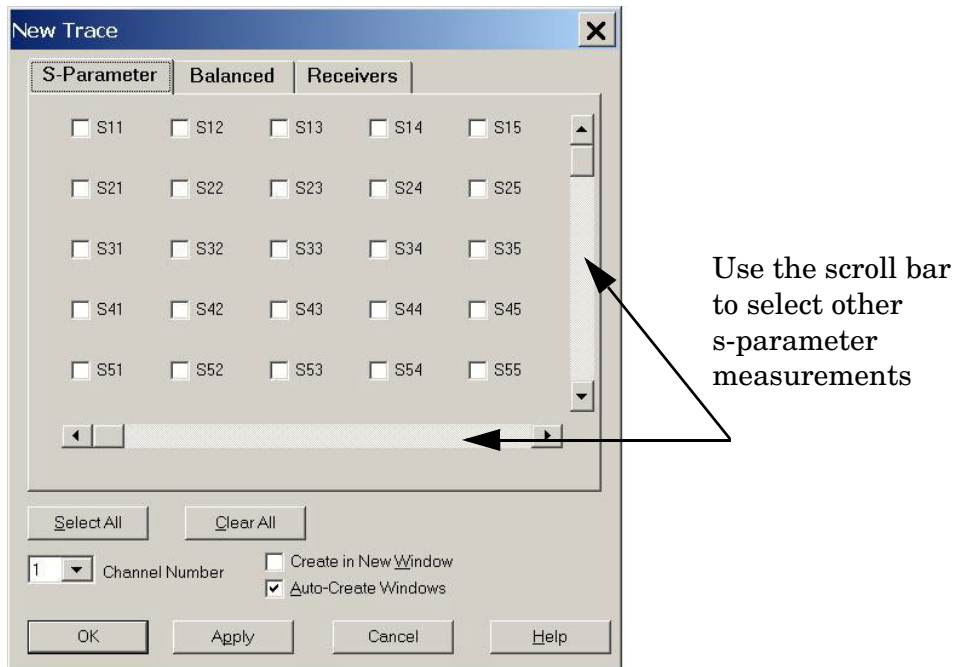 New Trace
S-Parameter Balanced Receivers
S11 S12 S13 S14 S15
S21 S22 S23 S24 S25
S31 S32 S33 S34 S35
S41 S42 S43 S44 S45
S51 S52 S53 S54 S55
Use the scroll bar
to select other
s-parameter
measurements
Select All Clear All
1 Channel Number
Create in New Window
Auto-Create Windows
OK Apply Cancel Help